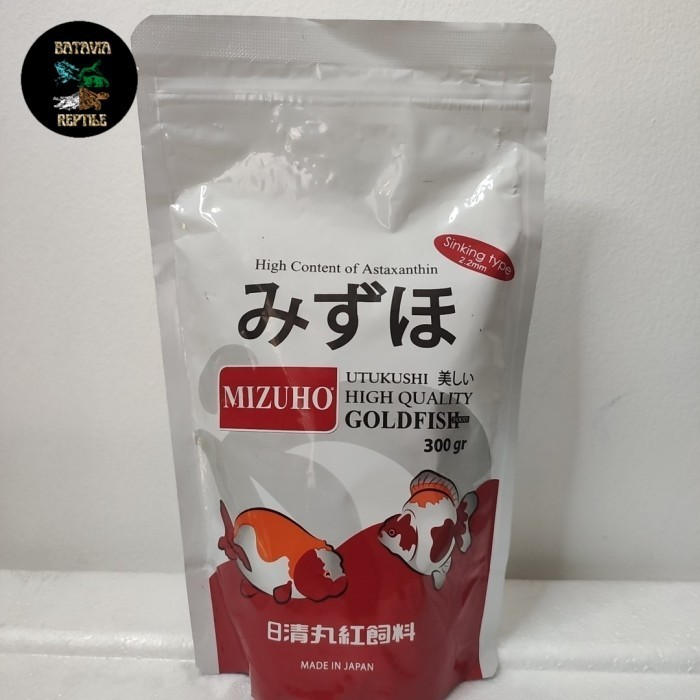 BATAVIA
REPTILE
Sinking type
2.2mm
High Content of Astaxanthin
みずほ
MIZUHO®
UTUKUSHI 美しい
HIGH QUALITY
GOLDFISH
300 gr
日清丸紅飼料
MADE IN JAPAN